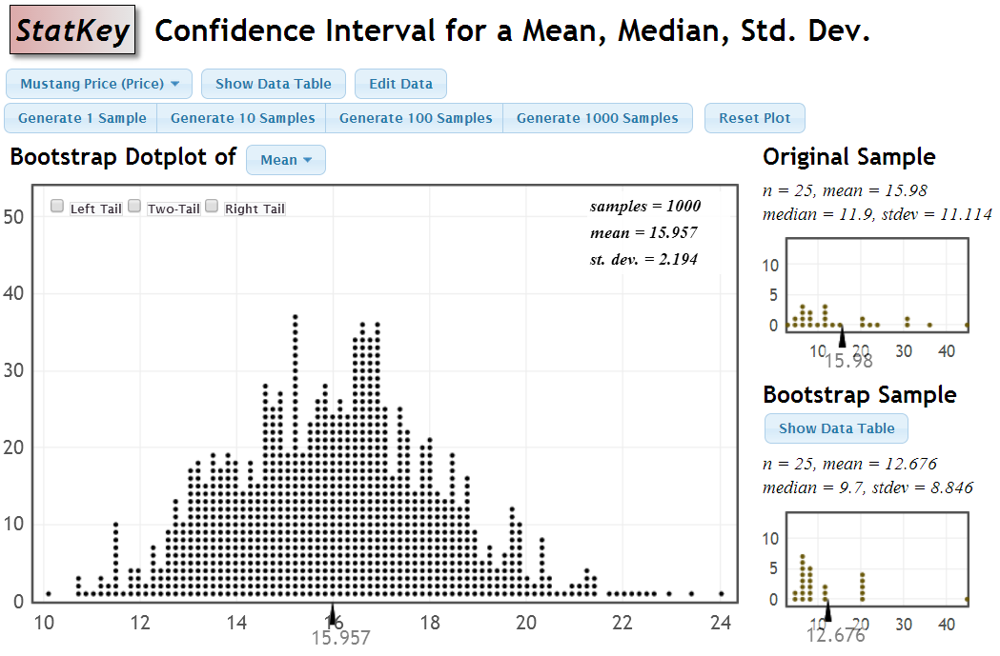 StatKey Confidence Interval for a Mean, Median, Std. Dev.
Mustang Price (Price) Show Data Table Edit Data
Generate 1 Sample Generate 10 Samples Generate 100 Samples Generate 1000 Samples Reset Plot
Bootstrap Dotplot of Mean
Left Tail Two-Tail Right Tail
samples = 1000
mean = 15.957
st. dev. = 2.194
50
40
30
20
10
0
10 12 14 16 18 20 22 24
15.957
Original Sample
n = 25, mean = 15.98
median = 11.9, stdev = 11.114
10
5
0
10 20 30 40
15.98
Bootstrap Sample
Show Data Table
n = 25, mean = 12.676
median = 9.7, stdev = 8.846
10
5
0
10 20 30 40
12.676